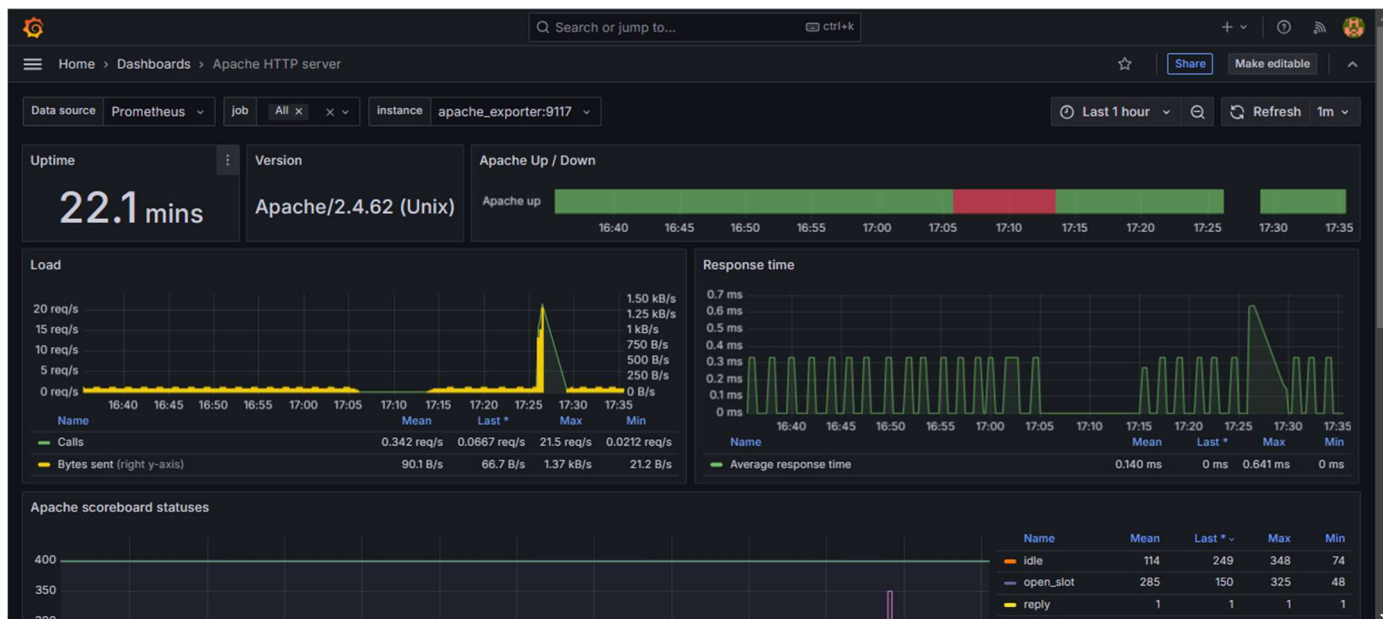 Search or jump to... ctrl+k
Home › Dashboards › Apache HTTP server Share Make editable
Data source Prometheus job All × × instance apache_exporter:9117 Last 1 hour Refresh 1m
Uptime Version Apache Up / Down
22.1 mins Apache/2.4.62 (Unix) Apache up
16:40 16:45 16:50 16:55 17:00 17:05 17:10 17:15 17:20 17:25 17:30 17:35
Load
20 req/s
15 req/s
10 req/s
5 req/s
0 req/s
1.50 kB/s
1.25 kB/s
1 kB/s
750 B/s
500 B/s
250 B/s
0 B/s
16:40 16:45 16:50 16:55 17:00 17:05 17:10 17:15 17:20 17:25 17:30 17:35
Name Mean Last * Max Min
Calls 0.342 req/s 0.0667 req/s 21.5 req/s 0.0212 req/s
Bytes sent (right y-axis) 90.1 B/s 66.7 B/s 1.37 kB/s 21.2 B/s
Response time
0.7 ms
0.6 ms
0.5 ms
0.4 ms
0.3 ms
0.2 ms
0.1 ms
0 ms
16:40 16:45 16:50 16:55 17:00 17:05 17:10 17:15 17:20 17:25 17:30 17:35
Name Mean Last * Max Min
Average response time 0.140 ms 0 ms 0.641 ms 0 ms
Apache scoreboard statuses
400
350
Name Mean Last * Max Min
idle 114 249 348 74
open_slot 285 150 325 48
reply 1 1 1 1